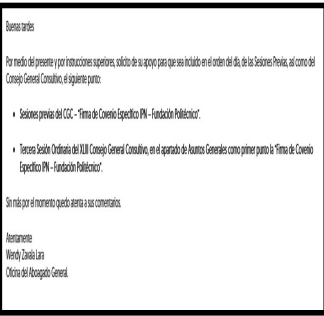 Buenas tardes
Por medio del presente y por instrucciones superiores, solicito de su apoyo para que sea incluido en el orden del día, de las Sesiones Previas, así como del
Consejo General Consultivo, el siguiente punto:
• Sesiones previas del CGC – "Firma de Covenio Específico IPN – Fundación Politécnico".
• Tercera Sesión Ordinaria del XLIII Consejo General Consultivo, en el apartado de Asuntos Generales como primer punto la "Firma de Covenio
Específico IPN – Fundación Politécnico".
Sin más por el momento quedo atenta a sus comentarios.
Atentamente
Wendy Zavala Lara
Oficina del Aboagado General.